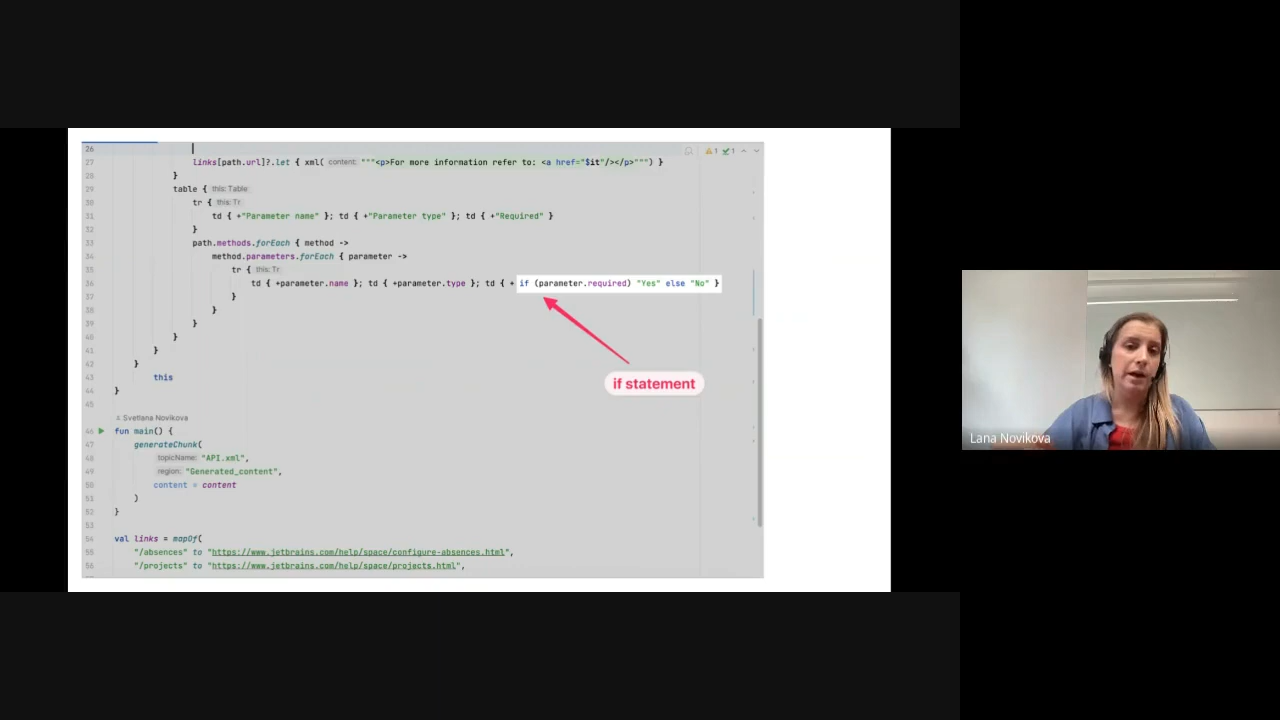 26
27 links[path.url]?.let { xml( content: """<p>For more information refer to: <a href="$it"/></p>""") }
1 1
28 }
29 table { this: Table
30 tr { this: Tr
31 td { +"Parameter name" }; td { +"Parameter type" }; td { +"Required" }
32 }
33 path.methods.forEach { method ->
34 method.parameters.forEach { parameter ->
35 tr { this: Tr
36 td { +parameter.name }; td { +parameter.type }; td { + if (parameter.required) "Yes" else "No" }
37 }
38 }
39 }
40 }
41 }
42 }
43 this
44 }
45
if statement
Svetlana Novikova
46 fun main() {
47 generateChunk(
48 topicName: "API.xml",
49 region: "Generated_content",
50 content = content
51 )
52 }
53
54 val links = mapOf(
55 "/absences" to "https://www.jetbrains.com/help/space/configure-absences.html",
56 "/projects" to "https://www.jetbrains.com/help/space/projects.html",
Lana Novikova